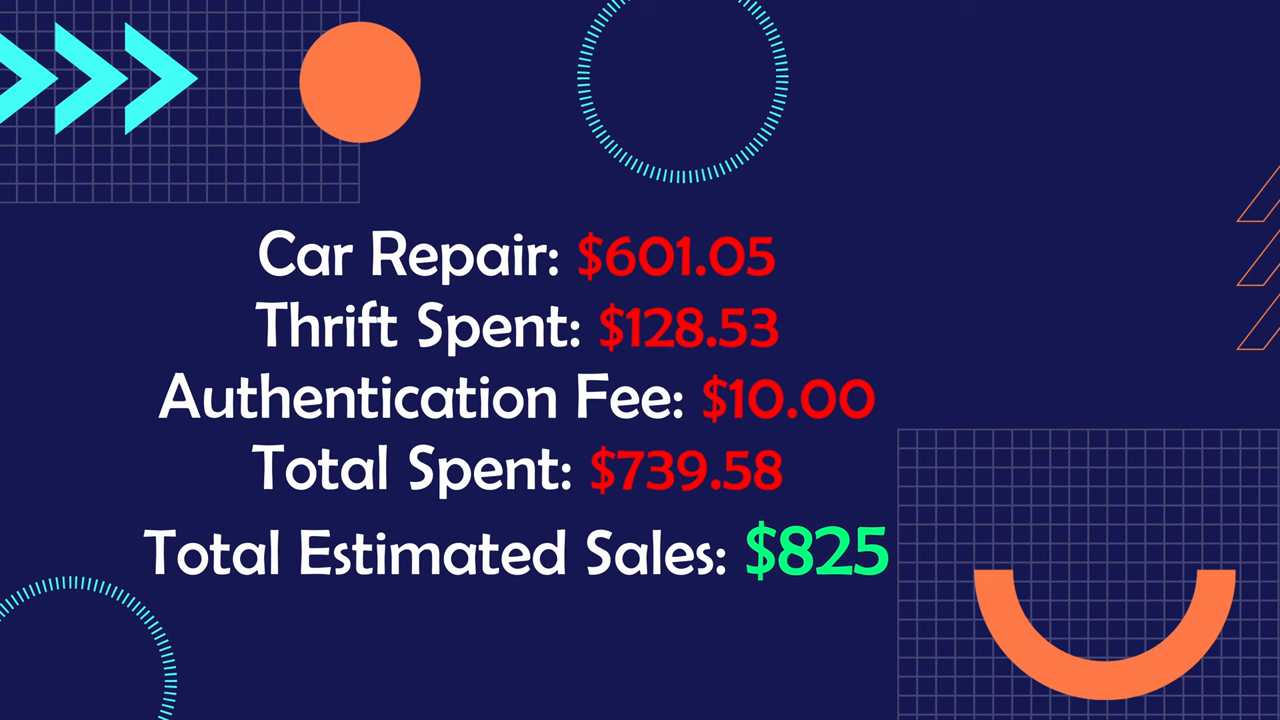 Car Repair: $601.05
Thrift Spent: $128.53
Authentication Fee: $10.00
Total Spent: $739.58
Total Estimated Sales: $825